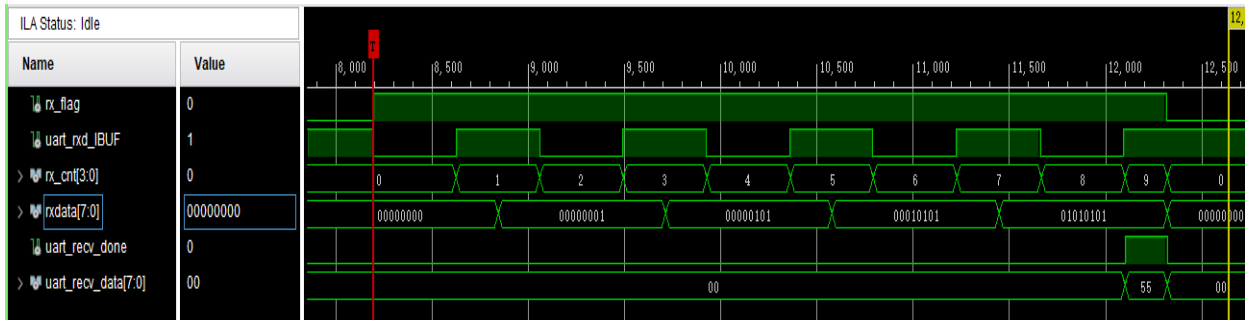 ILA Status: Idle
12,
Name Value
T
8,000 8,500 9,000 9,500 10,000 10,500 11,000 11,500 12,000 12,500
rx_flag 0
uart_rxd_IBUF 1
rx_cnt[3:0] 0 0 1 2 3 4 5 6 7 8 9 0
rxdata[7:0] 00000000 00000000 00000001 00000101 00010101 01010101 00000000
uart_recv_done 0
uart_recv_data[7:0] 00 00 55 00